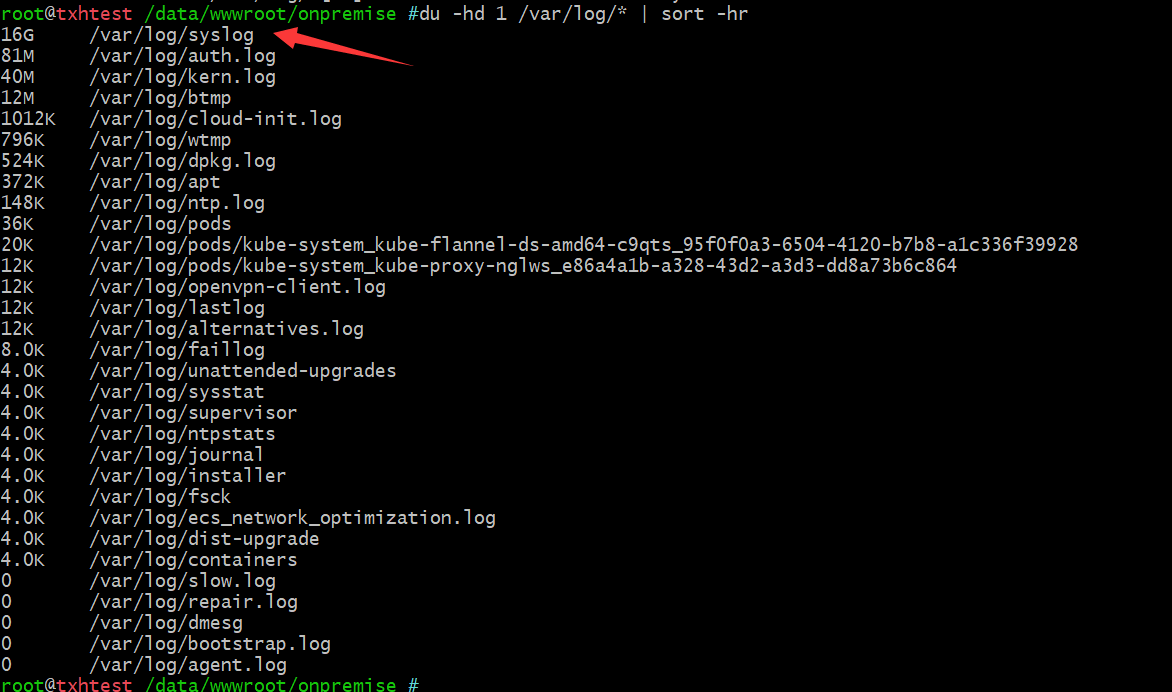 root@txhtest /data/wwwroot/onpremise #du -hd 1 /var/log/* | sort -hr
16G /var/log/syslog
81M /var/log/auth.log
40M /var/log/kern.log
12M /var/log/btmp
1012K /var/log/cloud-init.log
796K /var/log/wtmp
524K /var/log/dpkg.log
372K /var/log/apt
148K /var/log/ntp.log
36K /var/log/pods
20K /var/log/pods/kube-system_kube-flannel-ds-amd64-c9qts_95f0f0a3-6504-4120-b7b8-a1c336f39928
12K /var/log/pods/kube-system_kube-proxy-nglws_e86a4a1b-a328-43d2-a3d3-dd8a73b6c864
12K /var/log/openvpn-client.log
12K /var/log/lastlog
12K /var/log/alternatives.log
8.0K /var/log/faillog
4.0K /var/log/unattended-upgrades
4.0K /var/log/sysstat
4.0K /var/log/supervisor
4.0K /var/log/ntpstats
4.0K /var/log/journal
4.0K /var/log/installer
4.0K /var/log/fsck
4.0K /var/log/ecs_network_optimization.log
4.0K /var/log/dist-upgrade
4.0K /var/log/containers
0 /var/log/slow.log
0 /var/log/repair.log
0 /var/log/dmesg
0 /var/log/bootstrap.log
0 /var/log/agent.log
root@txhtest /data/wwwroot/onpremise #